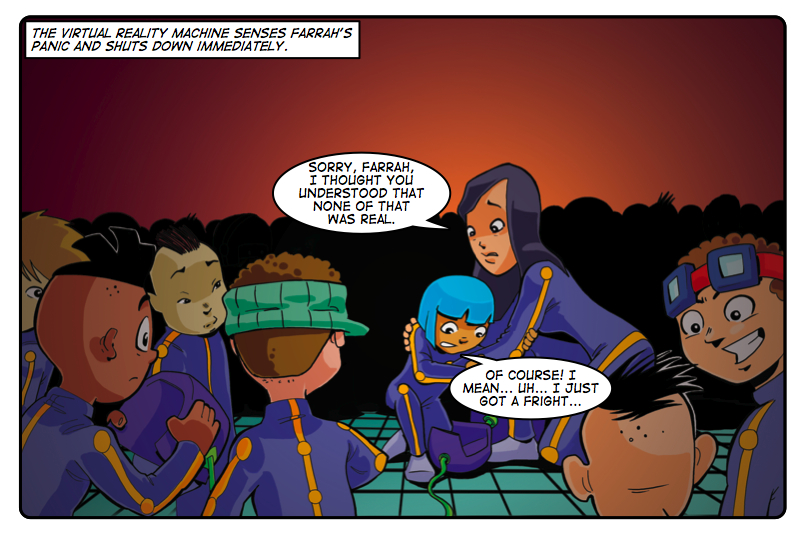 THE VIRTUAL REALITY MACHINE SENSES FARRAH'S
PANIC AND SHUTS DOWN IMMEDIATELY.
SORRY, FARRAH,
I THOUGHT YOU
UNDERSTOOD THAT
NONE OF THAT
WAS REAL.
OF COURSE! I
MEAN... UH... I JUST
GOT A FRIGHT...